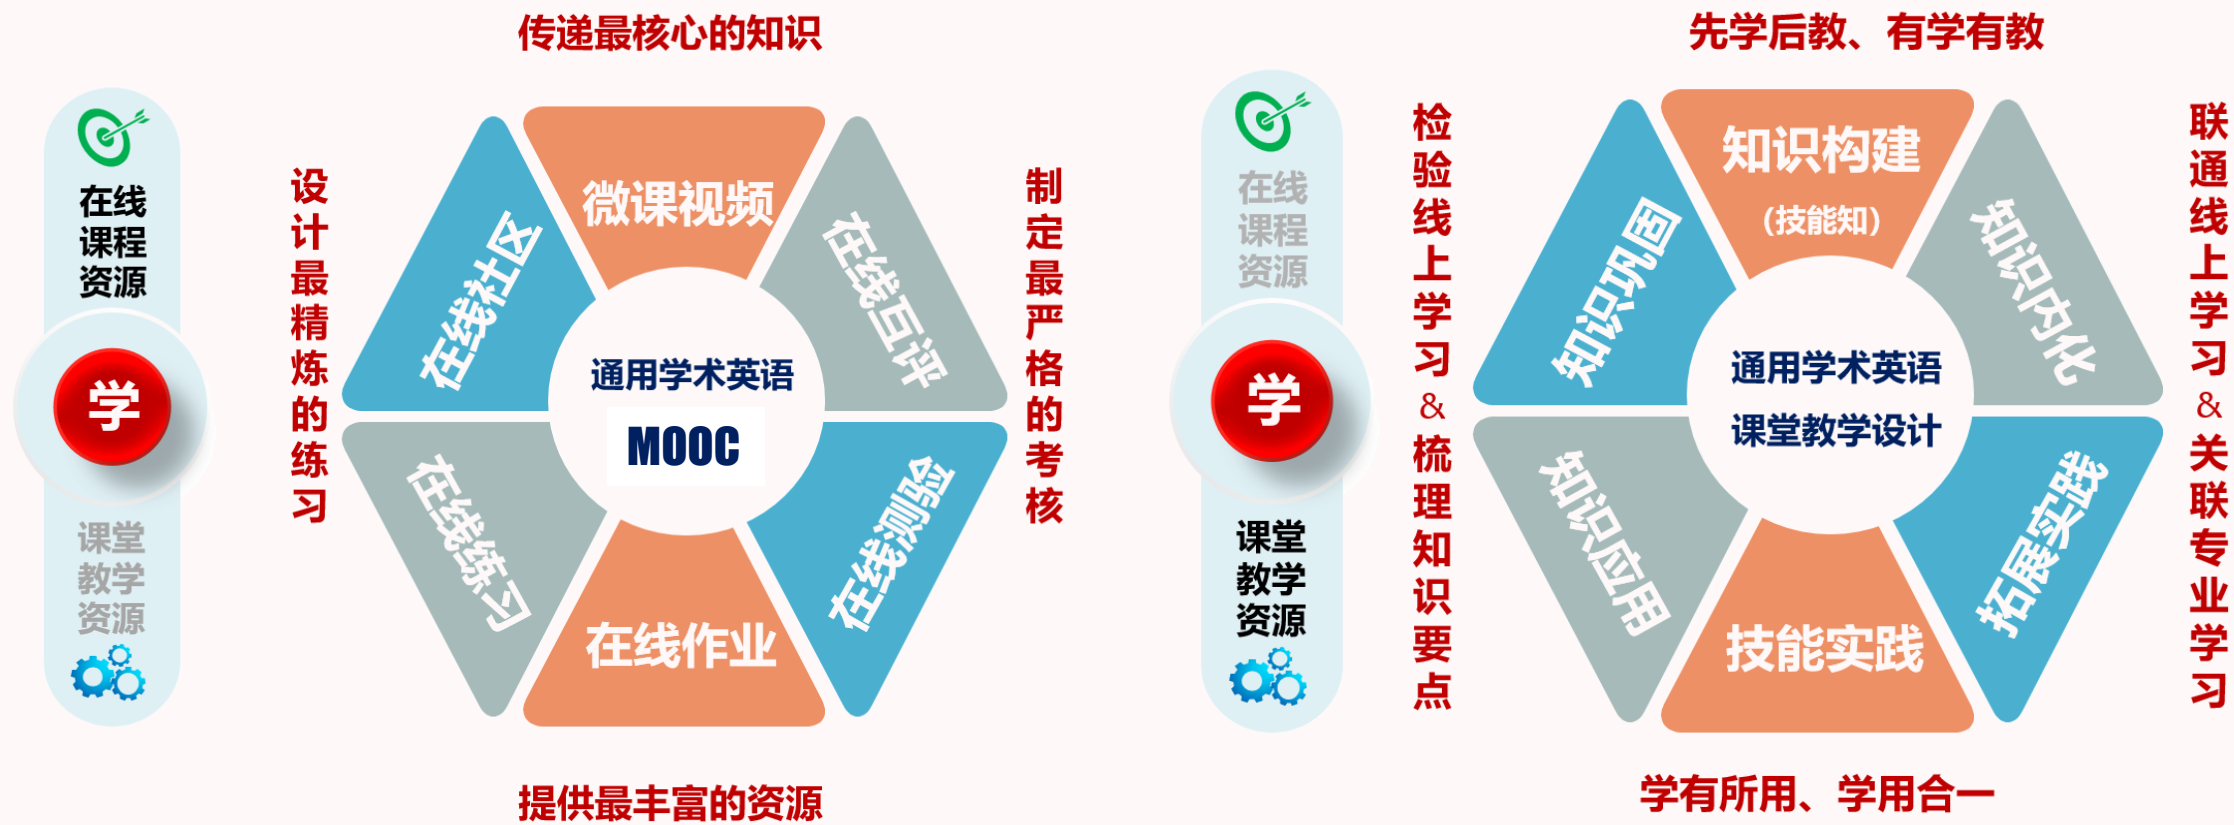 传递最核心的知识
在线
课程
资源
学
课堂
教学
资源
设计最精炼的练习
微课视频
在线社区
在线互评
通用学术英语
MOOC
在线练习
在线测验
在线作业
制定最严格的考核
提供最丰富的资源
先学后教、有学有教
在线
课程
资源
学
课堂
教学
资源
检验线上学习&梳理知识要点
知识构建
（技能知）
知识巩固
知识内化
通用学术英语
课堂教学设计
知识应用
拓展实践
技能实践
联通线上学习&关联专业学习
学有所用、学用合一